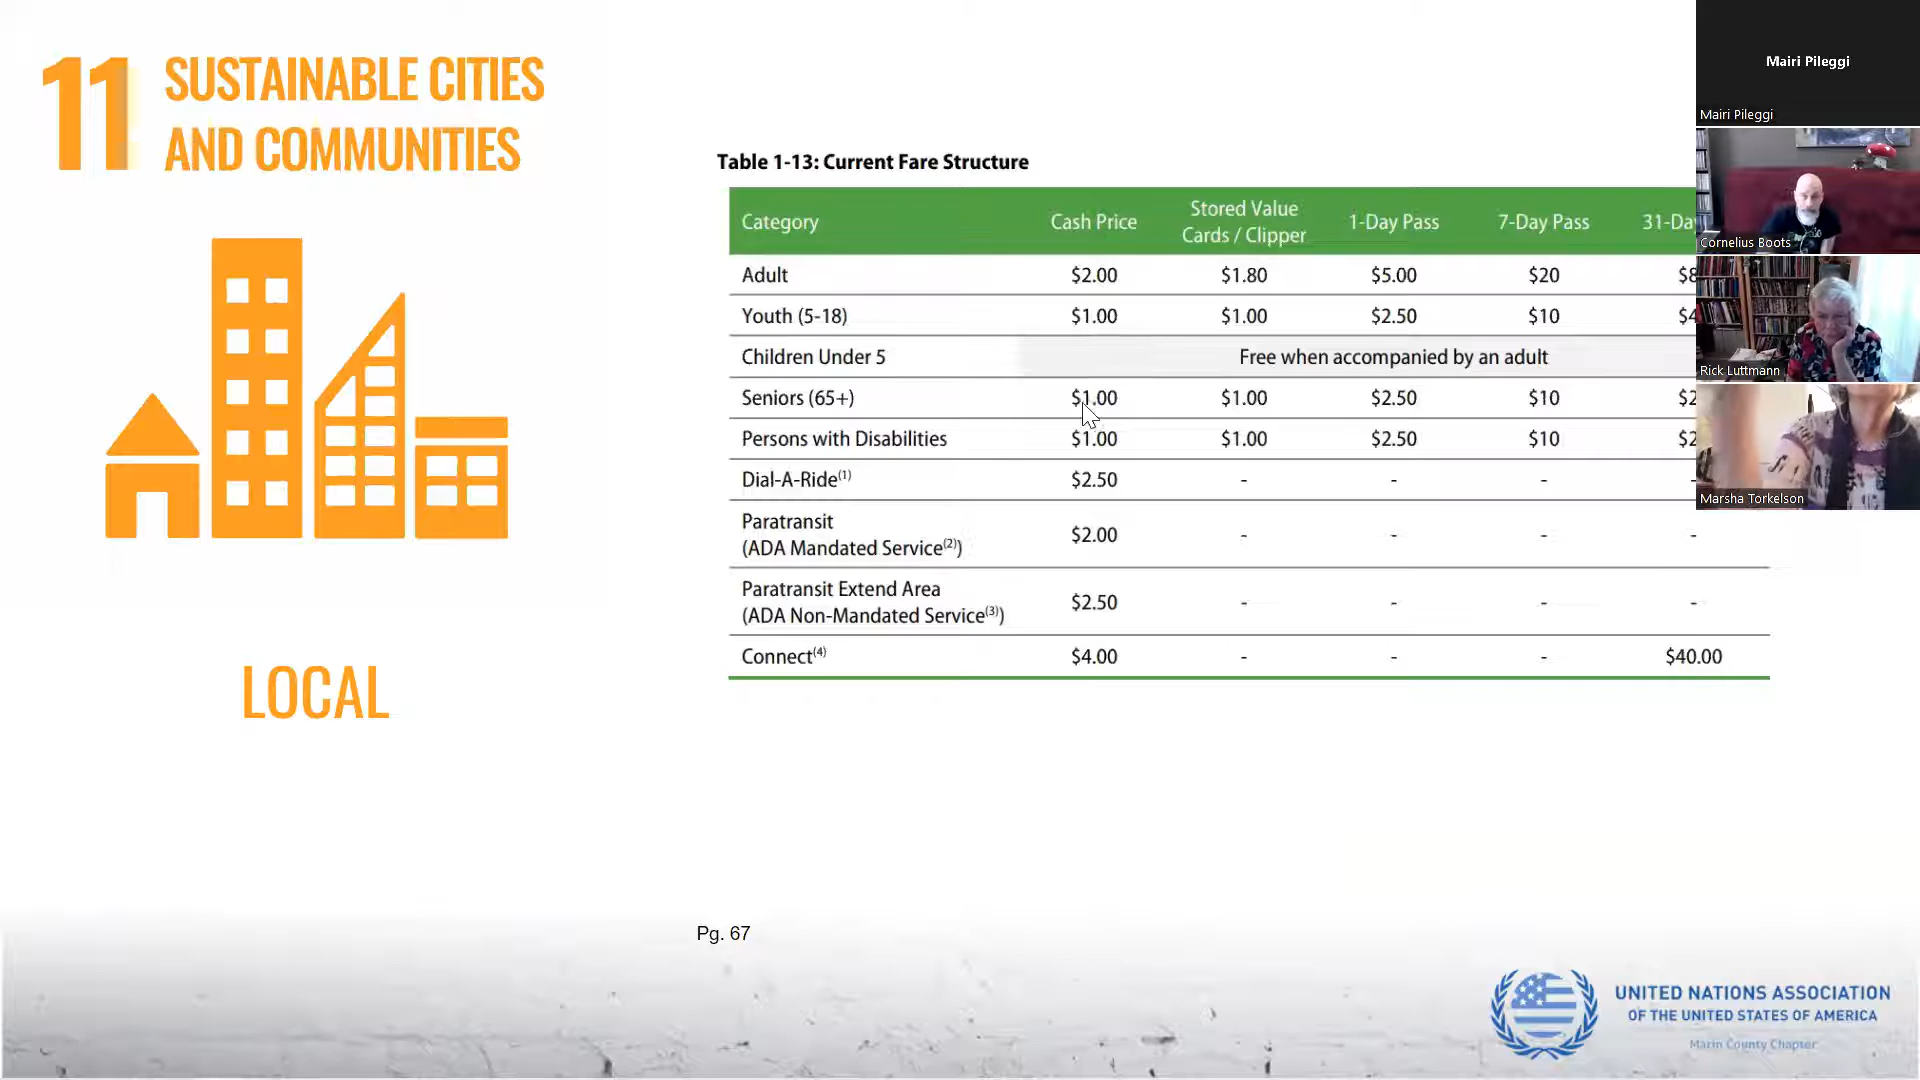 11 SUSTAINABLE CITIES
AND COMMUNITIES
LOCAL
Table 1-13: Current Fare Structure
Category Cash Price Stored Value Cards / Clipper 1-Day Pass 7-Day Pass 31-Da
Adult $2.00 $1.80 $5.00 $20 $8
Youth (5-18) $1.00 $1.00 $2.50 $10 $4
Children Under 5 Free when accompanied by an adult
Seniors (65+) $1.00 $1.00 $2.50 $10 $2
Persons with Disabilities $1.00 $1.00 $2.50 $10 $2
Dial-A-Ride(1) $2.50 - - - -
Paratransit
(ADA Mandated Service(2)) $2.00 - - - -
Paratransit Extend Area
(ADA Non-Mandated Service(3)) $2.50 - - - -
Connect(4) $4.00 - - - $40.00
Pg. 67
Mairi Pileggi
Mairi Pileggi
Cornelius Boots
Rick Luttmann
Marsha Torkelson
UNITED NATIONS ASSOCIATION
OF THE UNITED STATES OF AMERICA
Marin County Chapter